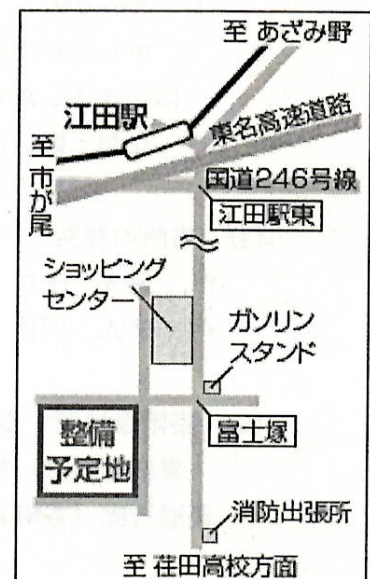 至 あざみ野
江田駅
東名高速道路
至 市が尾
国道246号線
江田駅東
ショッピング
センター
ガソリン
スタンド
整備
予定地
富士塚
消防出張所
至 荏田高校方面